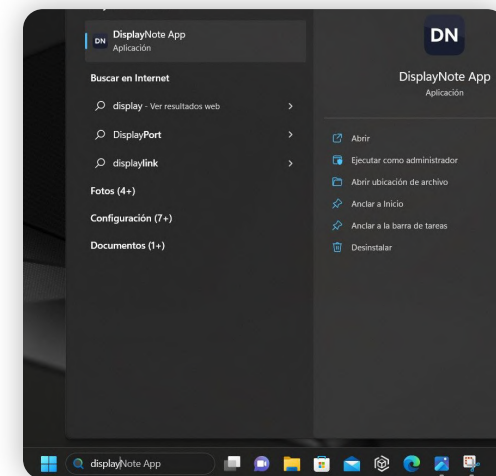 DN
DisplayNote App
Aplicación
Buscar en Internet
display - Ver resultados web
DisplayPort
displaylink
Fotos (4+)
Configuración (7+)
Documentos (1+)
DN
DisplayNote App
Aplicación
Abrir
Ejecutar como administrador
Abrir ubicación de archivo
Anclar a Inicio
Anclar a la barra de tareas
Desinstalar
displayNote App